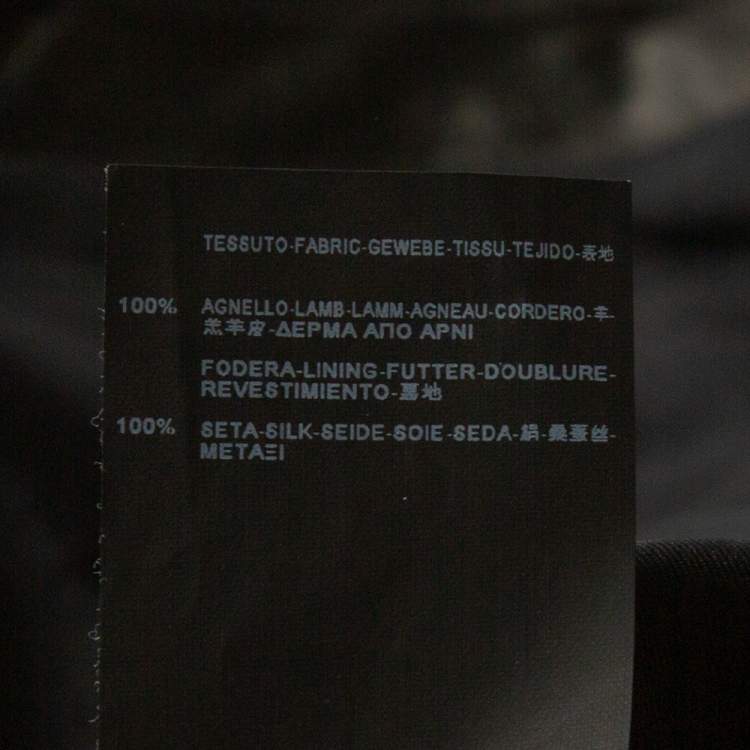 TESSUTO-FABRIC-GEWEBE-TISSU-TEJIDO-表地
100% AGNELLO-LAMB-LAMM-AGNEAU-CORDERO-羊-
羔羊皮-ΔΕΡΜΑ ΑΠΟ ΑΡΝΙ
FODERA-LINING-FUTTER-DOUBLURE-
REVESTIMIENTO-裏地
100% SETA-SILK-SEIDE-SOIE-SEDA-絹-桑蚕丝-
ΜΕΤΑΞΙ